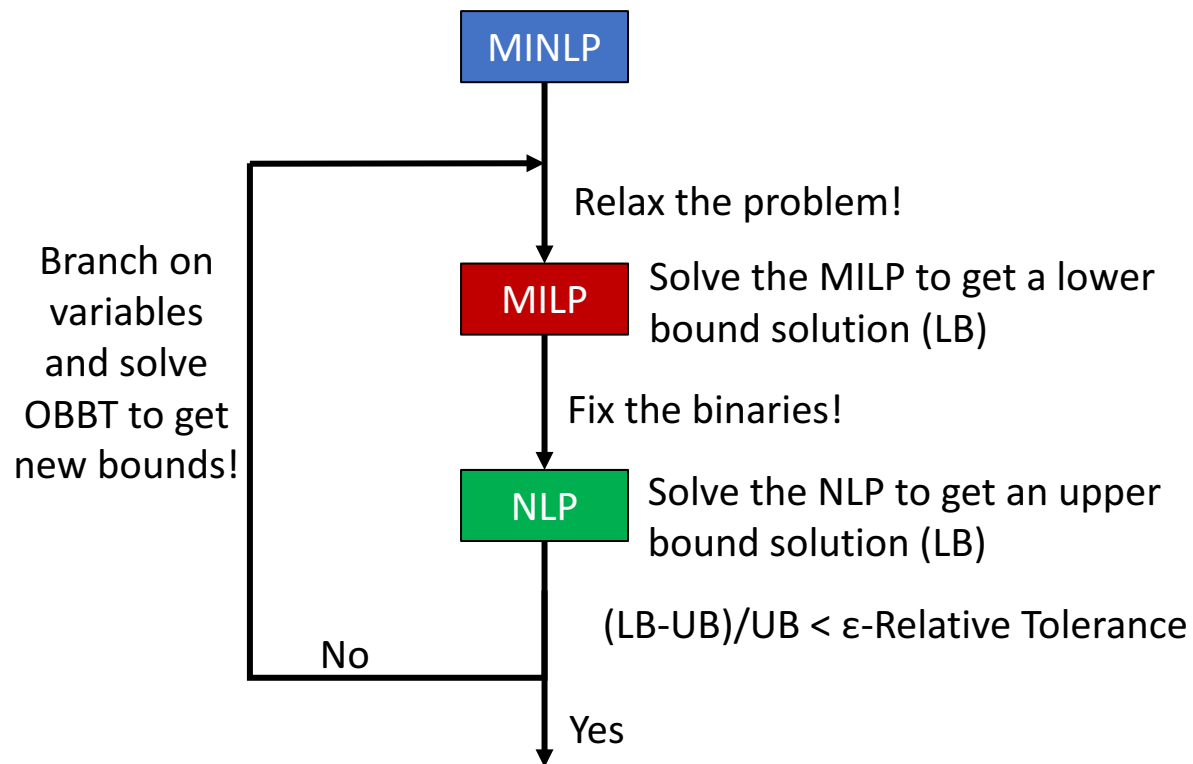 MINLP
Relax the problem!
Branch on
variables
and solve
OBBT to get
new bounds!
MILP
Solve the MILP to get a lower
bound solution (LB)
Fix the binaries!
NLP
Solve the NLP to get an upper
bound solution (LB)
(LB-UB)/UB < ε-Relative Tolerance
No
Yes